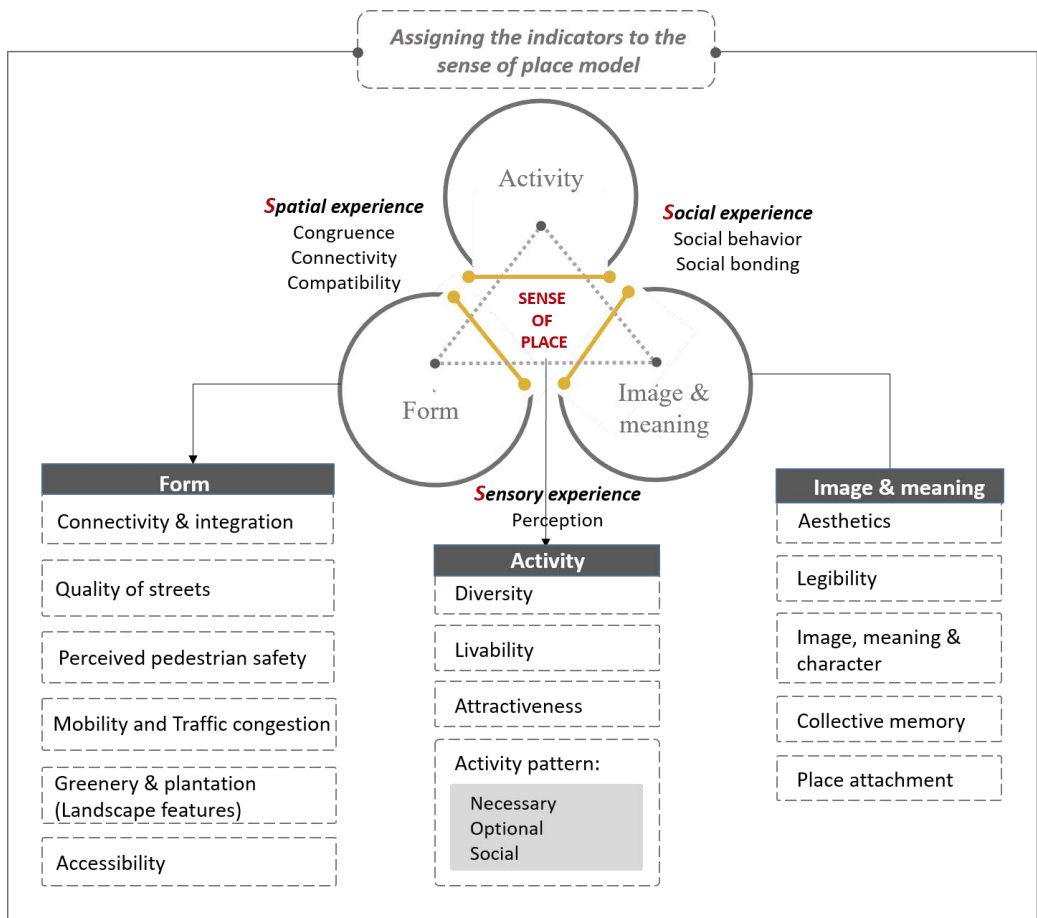 Assigning the indicators to the
sense of place model
Activity
Spatial experience
Congruence
Connectivity
Compatibility
Social experience
Social behavior
Social bonding
SENSE
OF
PLACE
Form
Image &
meaning
Sensory experience
Perception
Form
Connectivity & integration
Quality of streets
Perceived pedestrian safety
Mobility and Traffic congestion
Greenery & plantation
(Landscape features)
Accessibility
Activity
Diversity
Livability
Attractiveness
Activity pattern:
Necessary
Optional
Social
Image & meaning
Aesthetics
Legibility
Image, meaning &
character
Collective memory
Place attachment